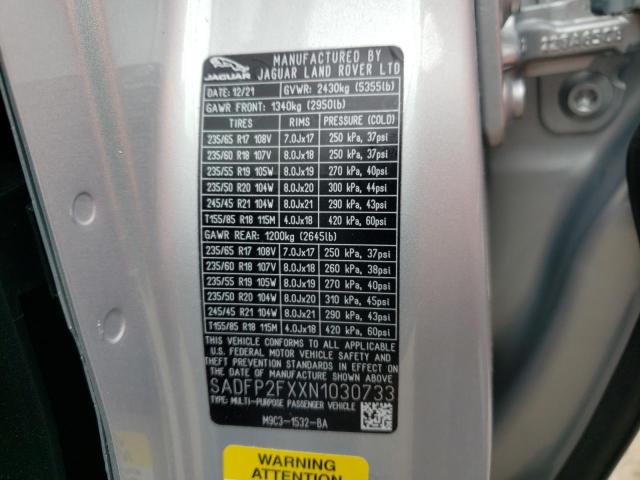 JAGUAR
MANUFACTURED BY
JAGUAR LAND ROVER LTD
DATE: 12/21 GVWR: 2430kg (5355lb)
GAWR FRONT: 1340kg (2950lb)
TIRES RIMS PRESSURE (COLD)
235/65 R17 108V 7.0Jx17 250 kPa, 37psi
235/60 R18 107V 8.0Jx18 250 kPa, 37psi
235/55 R19 105W 8.0Jx19 270 kPa, 40psi
235/50 R20 104W 8.0Jx20 300 kPa, 44psi
245/45 R21 104W 8.0Jx21 290 kPa, 43psi
T155/85 R18 115M 4.0Jx18 420 kPa, 60psi
GAWR REAR: 1200kg (2645lb)
235/65 R17 108V 7.0Jx17 250 kPa, 37psi
235/60 R18 107V 8.0Jx18 260 kPa, 38psi
235/55 R19 105W 8.0Jx19 270 kPa, 40psi
235/50 R20 104W 8.0Jx20 310 kPa, 45psi
245/45 R21 104W 8.0Jx21 290 kPa, 43psi
T155/85 R18 115M 4.0Jx18 420 kPa, 60psi
THIS VEHICLE CONFORMS TO ALL APPLICABLE
U.S. FEDERAL MOTOR VEHICLE SAFETY AND
THEFT PREVENTION STANDARDS IN EFFECT ON
THE DATE OF MANUFACTURE SHOWN ABOVE
SADFP2FXXN1030733
TYPE: MULTI-PURPOSE PASSENGER VEHICLE
M9C3-1532-BA
WARNING
ATTENTION